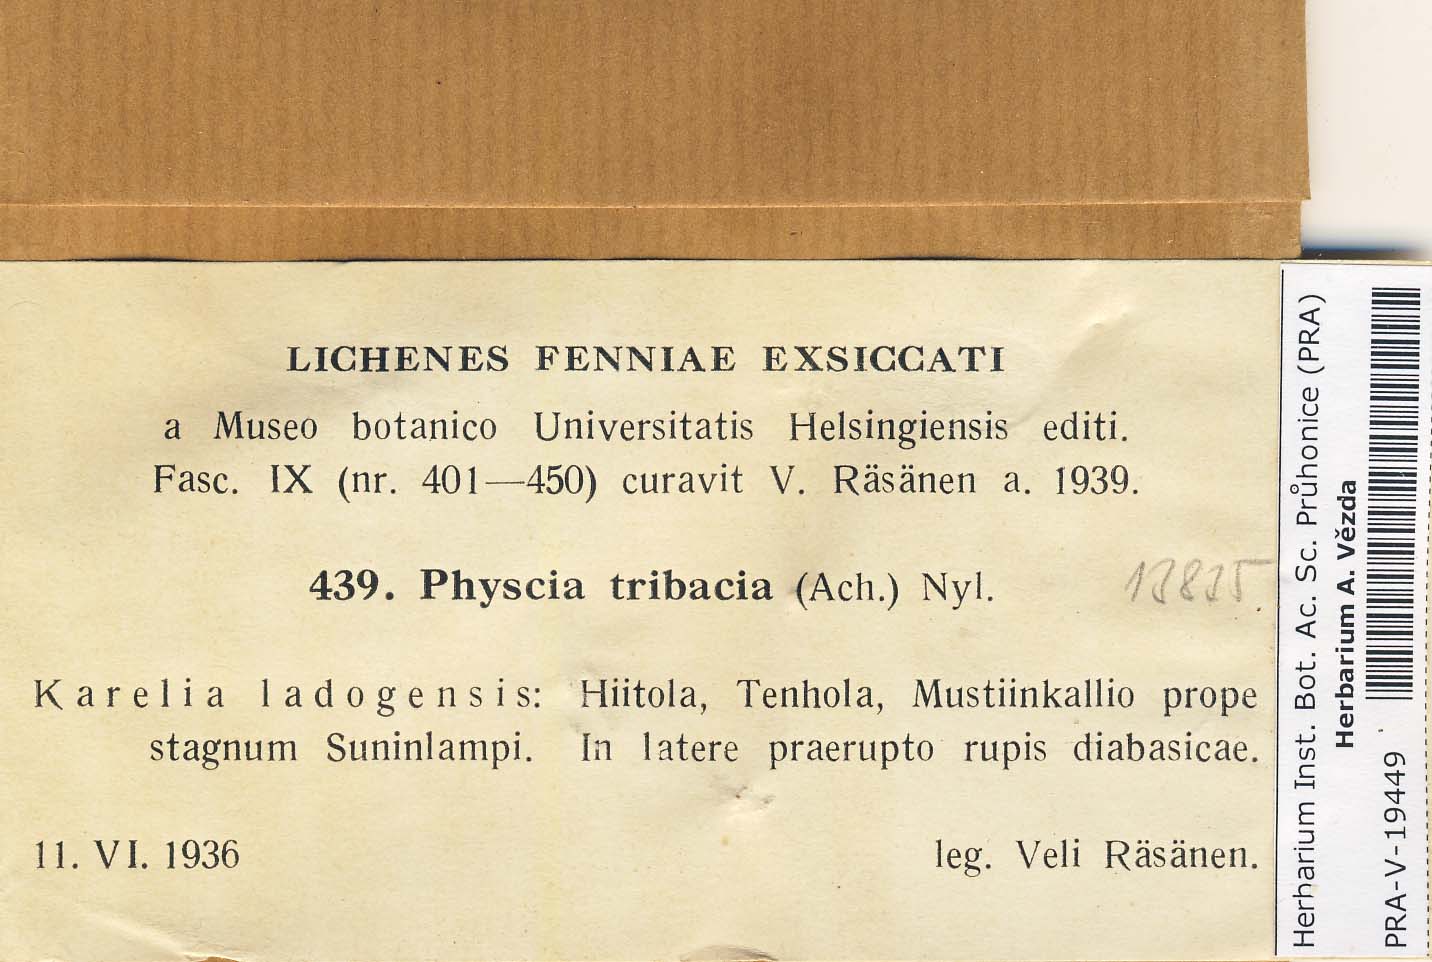 LICHENES FENNIAE EXSICCATI
a Museo botanico Universitatis Helsingiensis editi.
Fasc. IX (nr. 401—450) curavit V. Räsänen a. 1939.
439. Physcia tribacia (Ach.) Nyl.
Karelia ladogensis: Hiitola, Tenhola, Mustiinkallio prope
stagnum Suninlampi. In latere praerupto rupis diabasicae.
11. VI. 1936 leg. Veli Räsänen.
Herbarium Inst. Bot. Ac. Sc. Průhonice (PRA)
Herbarium A. Vězda
PRA-V-19449